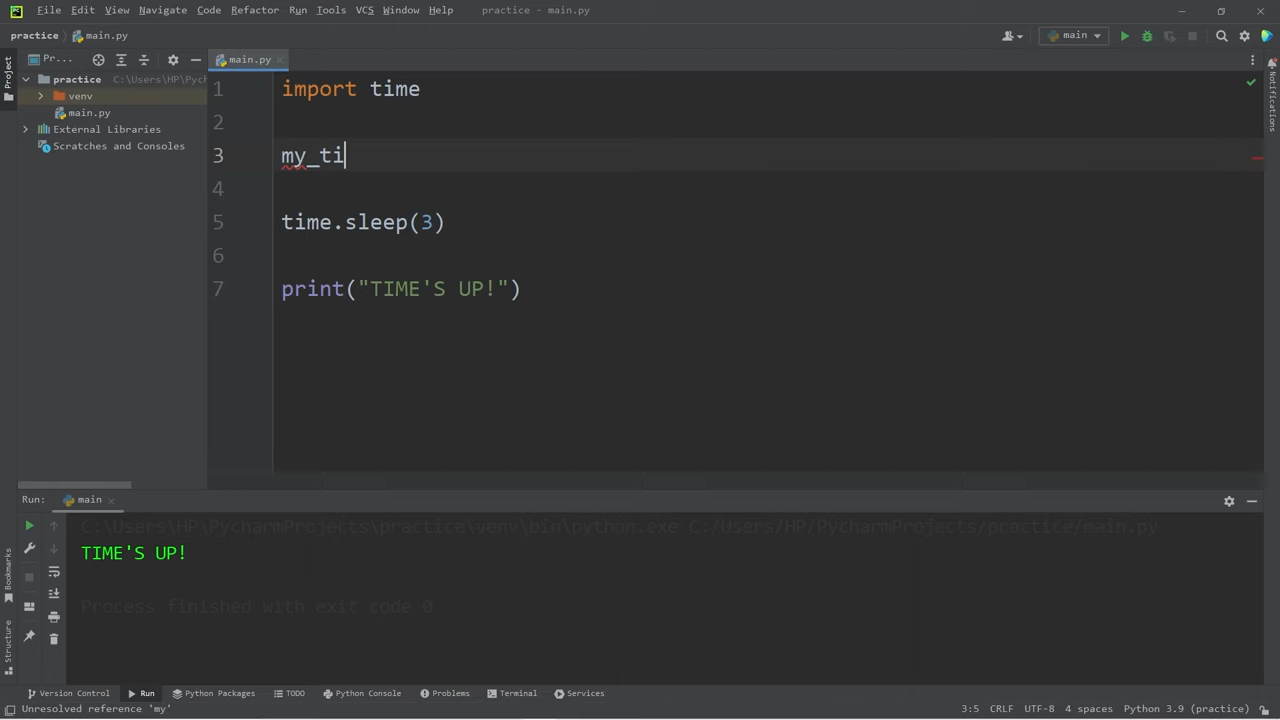 File Edit View Navigate Code Refactor Run Tools VCS Window Help practice - main.py
practice main.py main
Pr... main.py
Project
Notifications
practice C:\Users\HP\Pych
venv
main.py
External Libraries
Scratches and Consoles
1 import time
2
3 my_ti
4
5 time.sleep(3)
6
7 print("TIME'S UP!")
Run: main
C:\Users\HP\PycharmProjects\practice\venv\bin\python.exe C:/Users/HP/PycharmProjects/practice/main.py
TIME'S UP!
Process finished with exit code 0
Bookmarks
Structure
Version Control Run Python Packages TODO Python Console Problems Terminal Services
Unresolved reference 'my' 3:5 CRLF UTF-8 4 spaces Python 3.9 (practice)